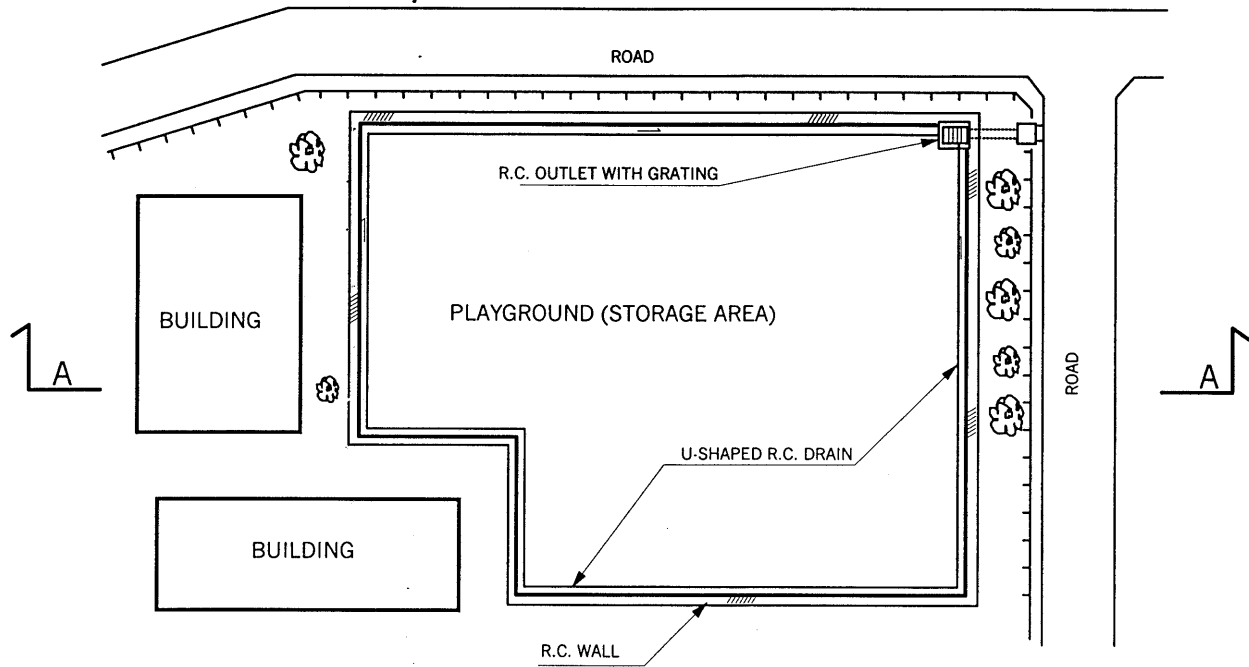 ROAD
R.C. OUTLET WITH GRATING
BUILDING
PLAYGROUND (STORAGE AREA)
A
A
ROAD
U-SHAPED R.C. DRAIN
BUILDING
R.C. WALL